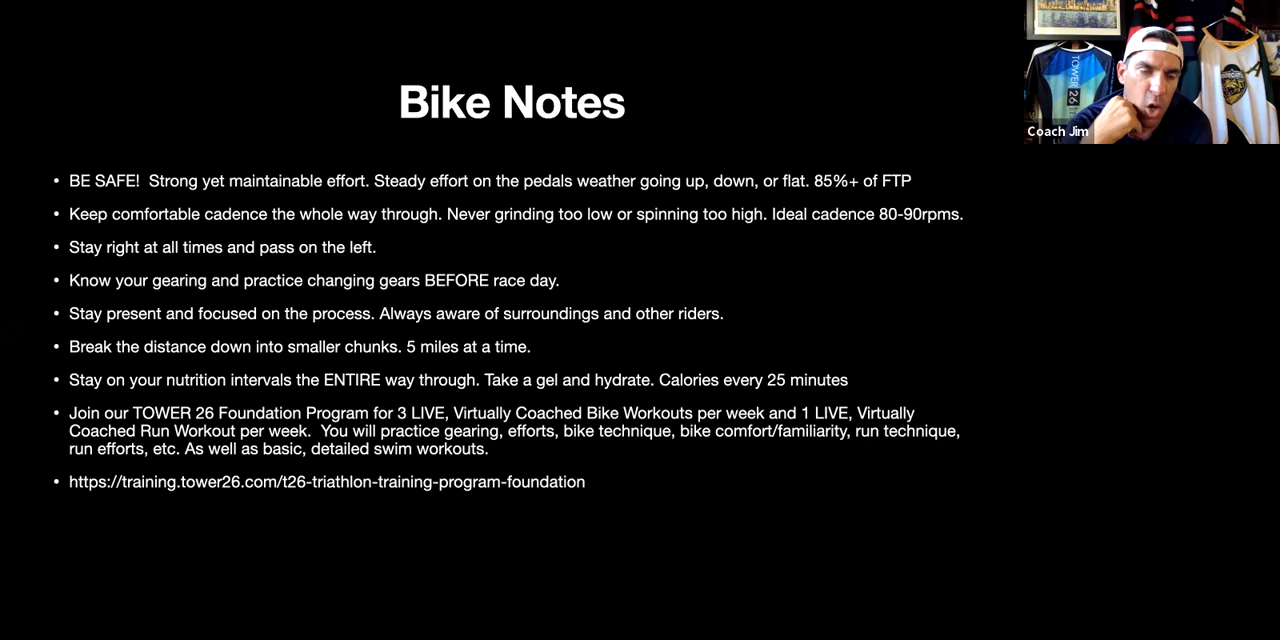 Bike Notes
• BE SAFE!  Strong yet maintainable effort. Steady effort on the pedals weather going up, down, or flat. 85%+ of FTP
• Keep comfortable cadence the whole way through. Never grinding too low or spinning too high. Ideal cadence 80-90rpms.
• Stay right at all times and pass on the left.
• Know your gearing and practice changing gears BEFORE race day.
• Stay present and focused on the process. Always aware of surroundings and other riders.
• Break the distance down into smaller chunks. 5 miles at a time.
• Stay on your nutrition intervals the ENTIRE way through. Take a gel and hydrate. Calories every 25 minutes
• Join our TOWER 26 Foundation Program for 3 LIVE, Virtually Coached Bike Workouts per week and 1 LIVE, Virtually
Coached Run Workout per week.  You will practice gearing, efforts, bike technique, bike comfort/familiarity, run technique,
run efforts, etc. As well as basic, detailed swim workouts.
• https://training.tower26.com/t26-triathlon-training-program-foundation
TOWER 26
Coach Jim